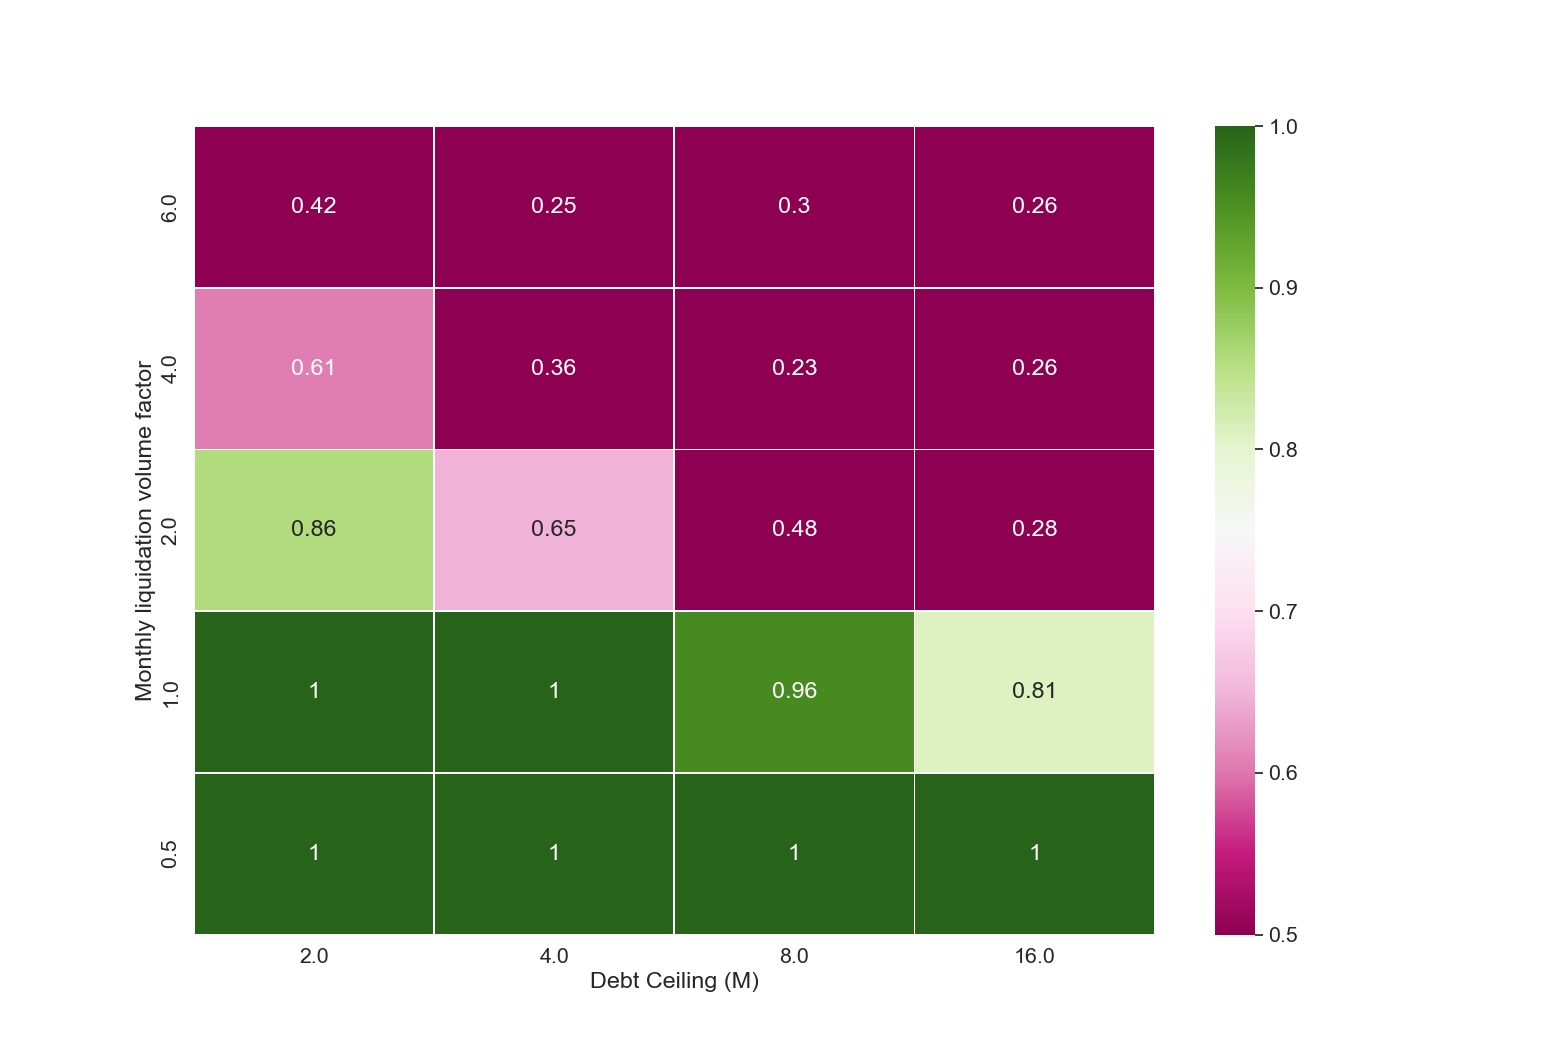 1.0
6.0 0.42 0.25 0.3 0.26
0.9
4.0 0.61 0.36 0.23 0.26
0.8
Monthly liquidation volume factor
2.0 0.86 0.65 0.48 0.28
0.7
1.0 1 1 0.96 0.81
0.6
0.5 1 1 1 1
0.5
2.0 4.0 8.0 16.0
Debt Ceiling (M)